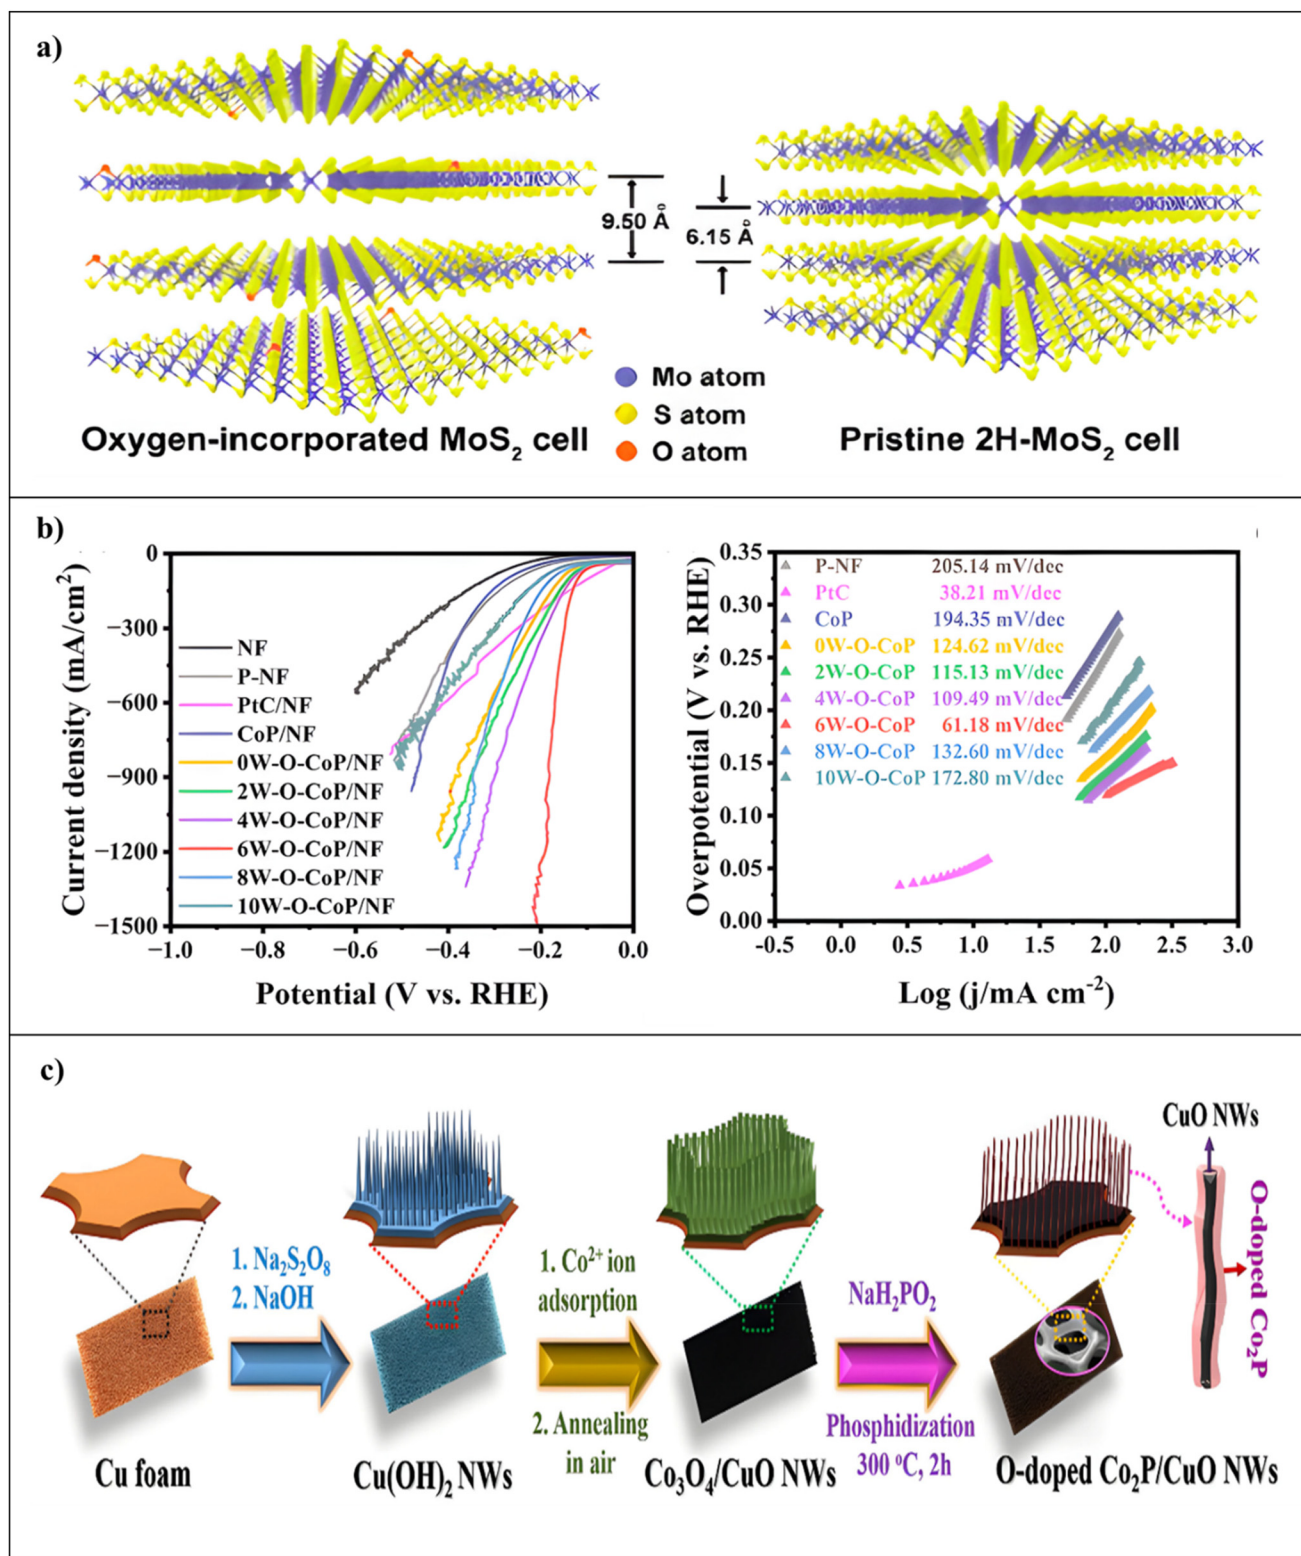 a)
9.50 Å
6.15 Å
Mo atom
S atom
O atom
Oxygen-incorporated MoS₂ cell
Pristine 2H-MoS₂ cell
b)
Current density (mA/cm²)
0
−300
−600
−900
−1200
−1500
NF
P-NF
PtC/NF
CoP/NF
0W-O-CoP/NF
2W-O-CoP/NF
4W-O-CoP/NF
6W-O-CoP/NF
8W-O-CoP/NF
10W-O-CoP/NF
−1.0 −0.8 −0.6 −0.4 −0.2 0.0
Potential (V vs. RHE)
Overpotential (V vs. RHE)
0.35
0.30
0.25
0.20
0.15
0.10
0.05
0.00
P-NF 205.14 mV/dec
PtC 38.21 mV/dec
CoP 194.35 mV/dec
0W-O-CoP 124.62 mV/dec
2W-O-CoP 115.13 mV/dec
4W-O-CoP 109.49 mV/dec
6W-O-CoP 61.18 mV/dec
8W-O-CoP 132.60 mV/dec
10W-O-CoP 172.80 mV/dec
-0.5 0.0 0.5 1.0 1.5 2.0 2.5 3.0
Log (j/mA cm⁻²)
c)
1. Na₂S₂O₈
2. NaOH
1. Co²⁺ ion
adsorption
2. Annealing
in air
NaH₂PO₂
Phosphidization
300 ᵒC, 2h
CuO NWs
O-doped Co₂P
Cu foam
Cu(OH)₂ NWs
Co₃O₄/CuO NWs
O-doped Co₂P/CuO NWs